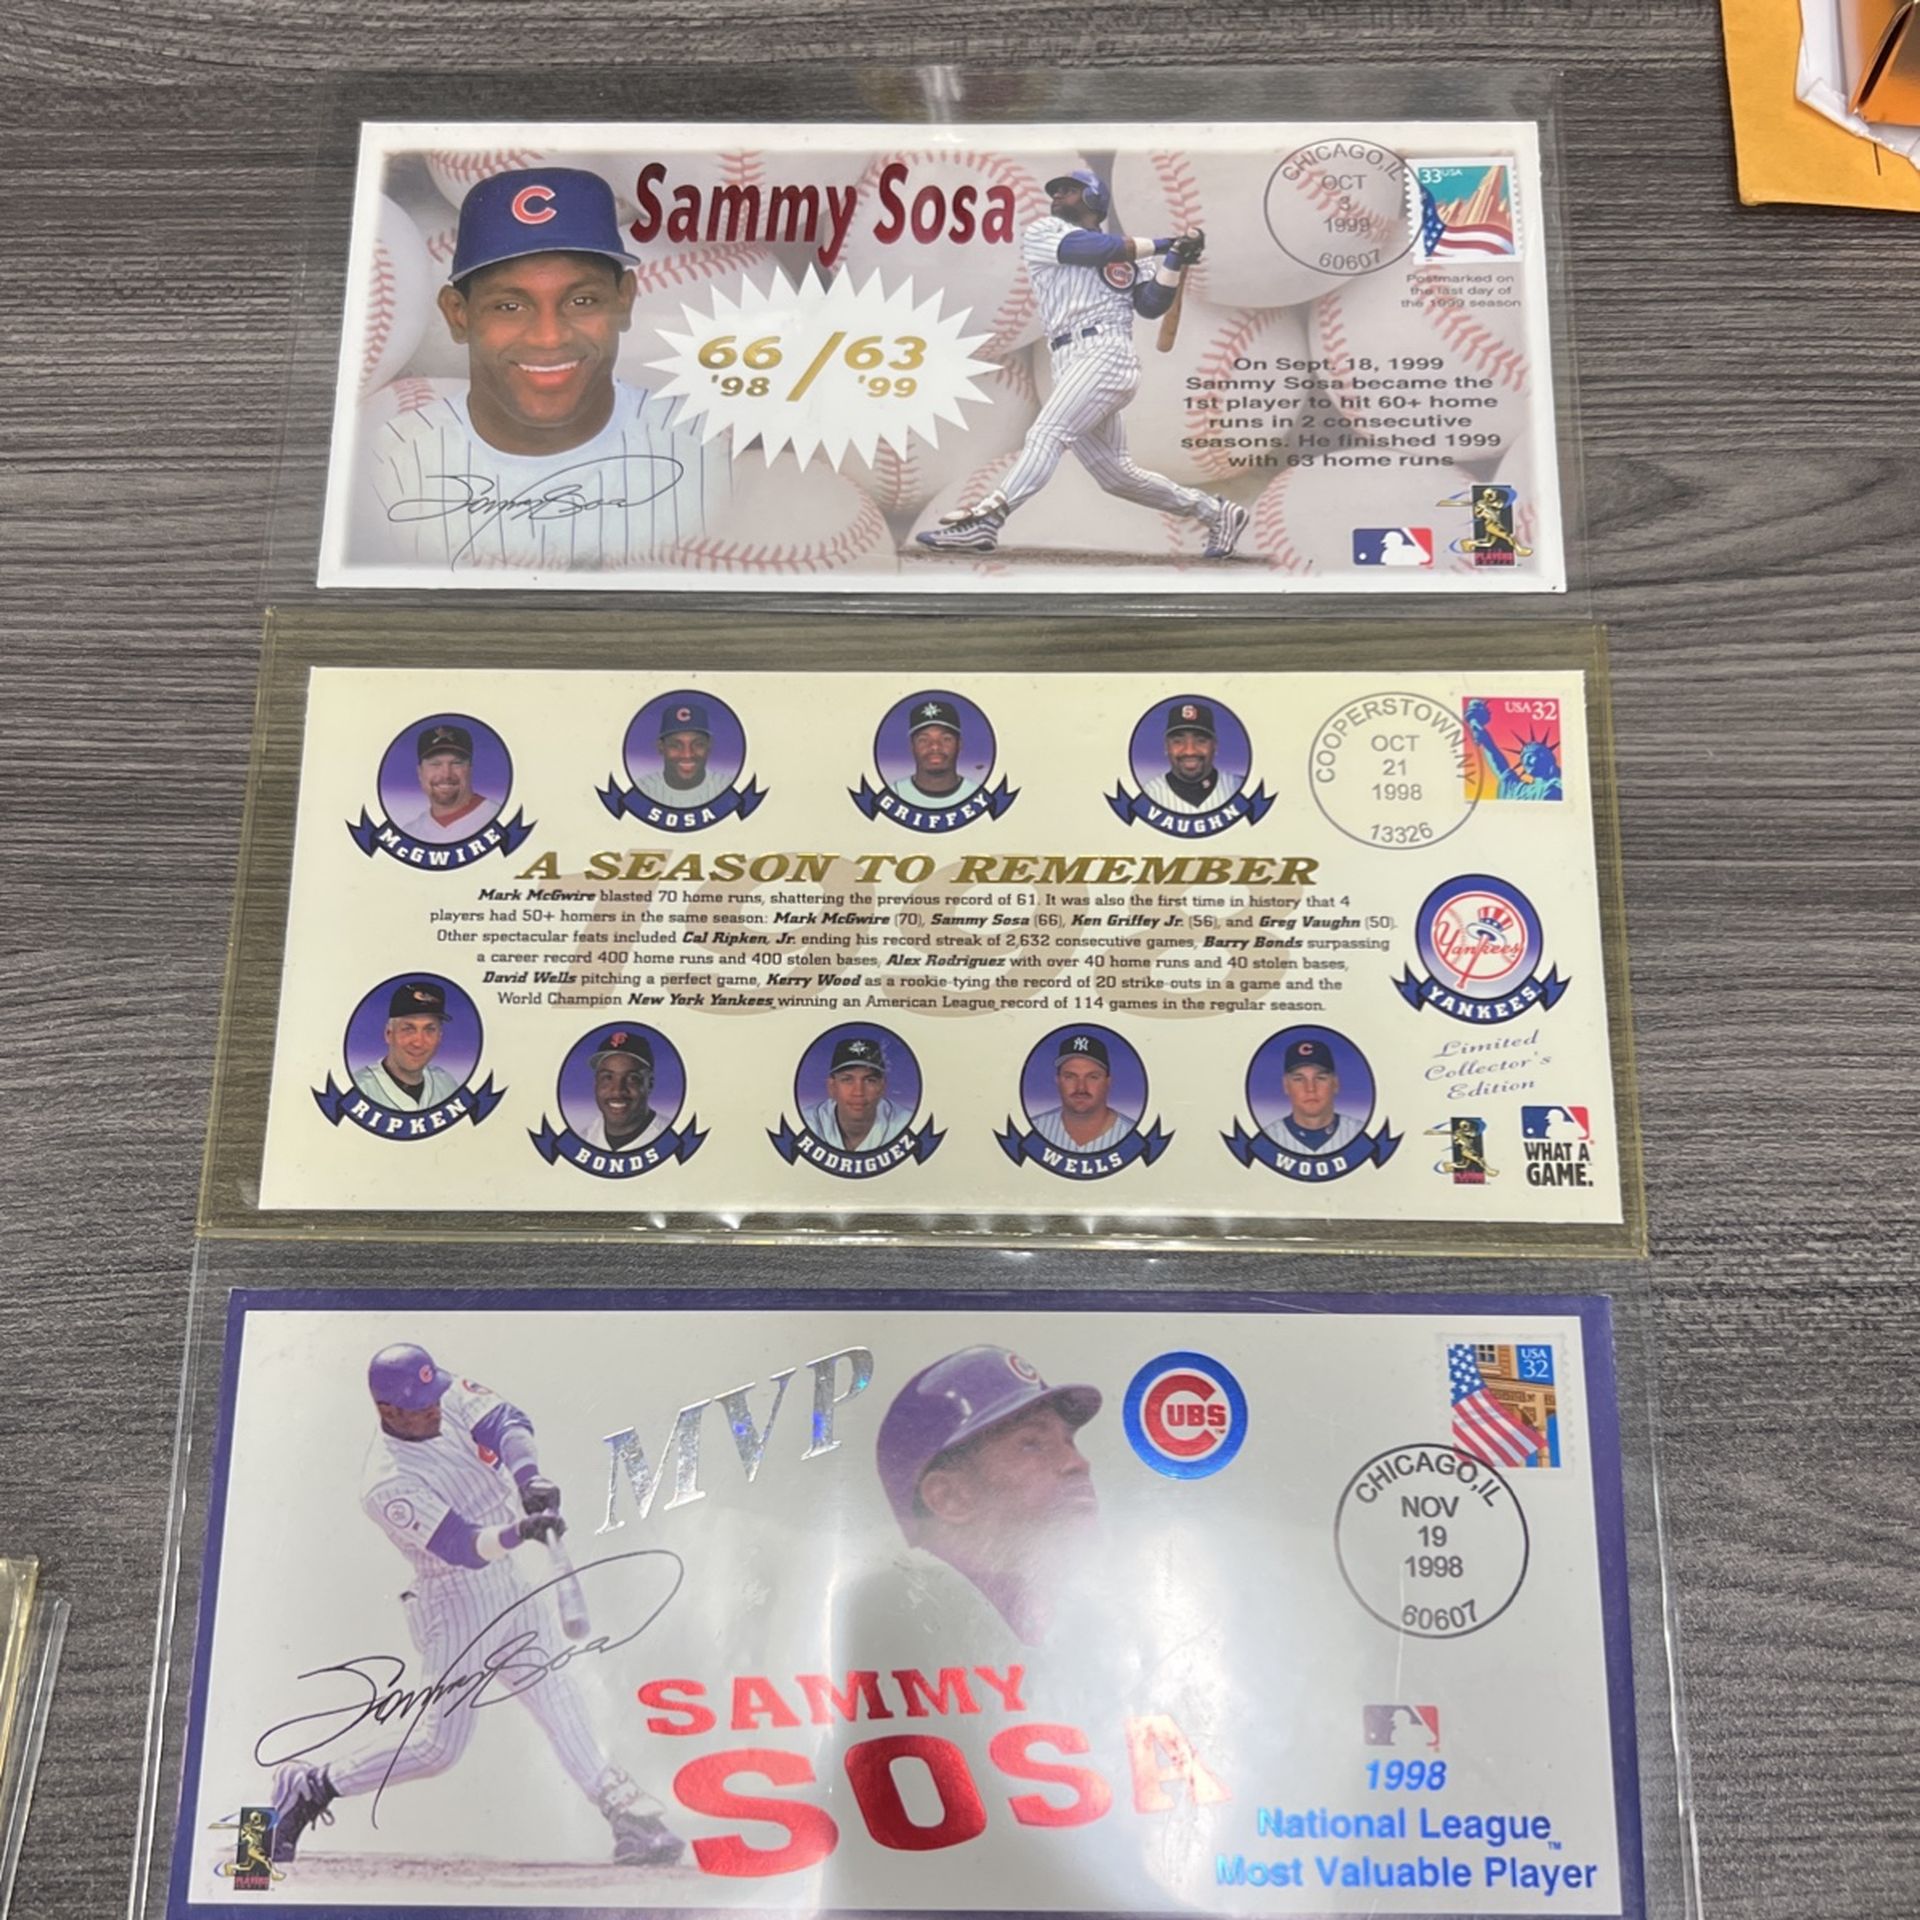 C
Sammy Sosa
66 / 63
'98 '99
CUBS
CHICAGO, IL
OCT
3
1999
60607
33 USA
Postmarked on
the last day of
the 1999 season
On Sept. 18, 1999
Sammy Sosa became the
1st player to hit 60+ home
runs in 2 consecutive
seasons. He finished 1999
with 63 home runs
Sammy Sosa
PLAYERS
McGWIRE
SOSA
GRIFFEY
VAUGHN
COOPERSTOWN, NY
OCT
21
1998
13326
USA 32
1998
A SEASON TO REMEMBER
Mark McGwire blasted 70 home runs, shattering the previous record of 61. It was also the first time in history that 4
players had 50+ homers in the same season: Mark McGwire (70), Sammy Sosa (66), Ken Griffey Jr. (56), and Greg Vaughn (50).
Other spectacular feats included Cal Ripken, Jr. ending his record streak of 2,632 consecutive games, Barry Bonds surpassing
a career record 400 home runs and 400 stolen bases, Alex Rodriguez with over 40 home runs and 40 stolen bases,
David Wells pitching a perfect game, Kerry Wood as a rookie tying the record of 20 strike-outs in a game and the
World Champion New York Yankees winning an American League record of 114 games in the regular season.
Yankees
YANKEES
RIPKEN
BONDS
RODRIGUEZ
WELLS
WOOD
Limited
Collector's
Edition
PLAYERS
WHAT A
GAME.
MVP
CUBS
USA
32
CHICAGO, IL
NOV
19
1998
60607
Sammy Sosa
SAMMY
SOSA
PLAYERS
1998
National League™
Most Valuable Player